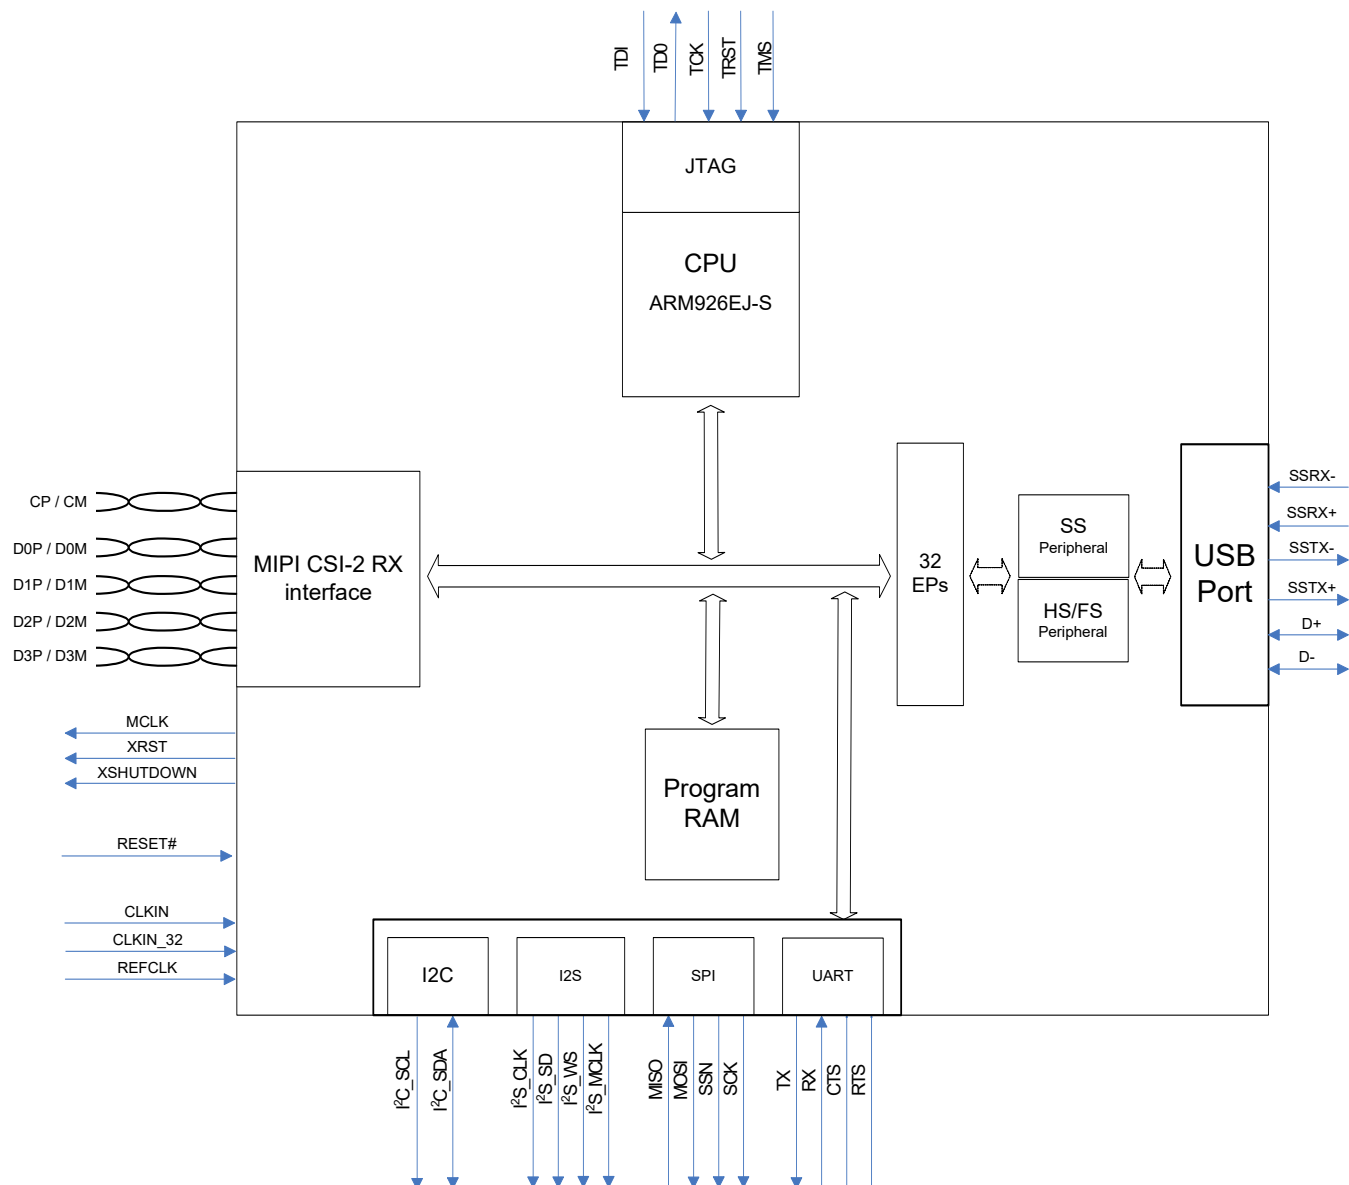 TDI
TD0
TCK
TRST
TMS
JTAG
CPU
ARM926EJ-S
CP / CM
D0P / D0M
D1P / D1M
D2P / D2M
D3P / D3M
MIPI CSI-2 RX
interface
32
EPs
SS
Peripheral
HS/FS
Peripheral
USB
Port
SSRX-
SSRX+
SSTX-
SSTX+
D+
D-
MCLK
XRST
XSHUTDOWN
RESET#
CLKIN
CLKIN_32
REFCLK
Program
RAM
I2C
I2S
SPI
UART
I²C_SCL
I²C_SDA
I²S_CLK
I²S_SD
I²S_WS
I²S_MCLK
MISO
MOSI
SSN
SCK
TX
RX
CTS
RTS